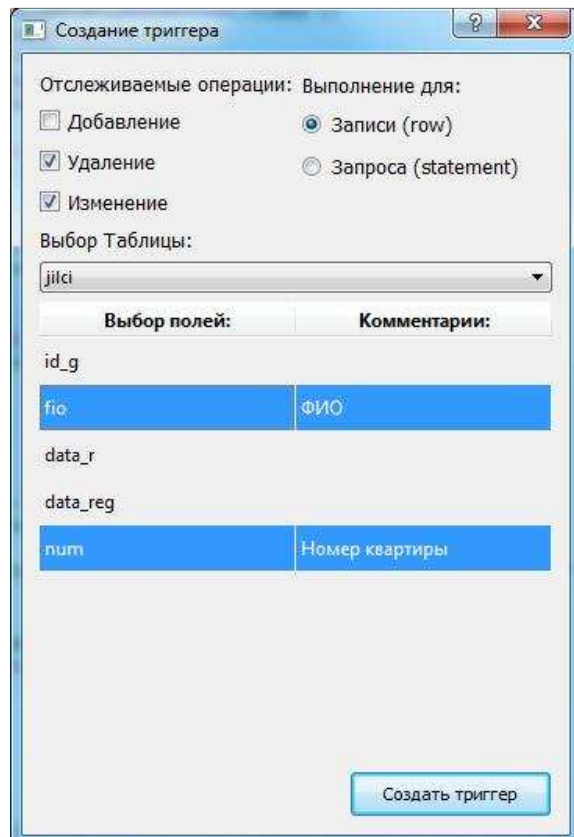 Создание триггера
Отслеживаемые операции: Выполнение для:
Добавление
Записи (row)
Удаление
Запроса (statement)
Изменение
Выбор Таблицы:
jilci
Выбор полей: Комментарии:
id_g
fio ФИО
data_r
data_reg
num Номер квартиры
Создать триггер